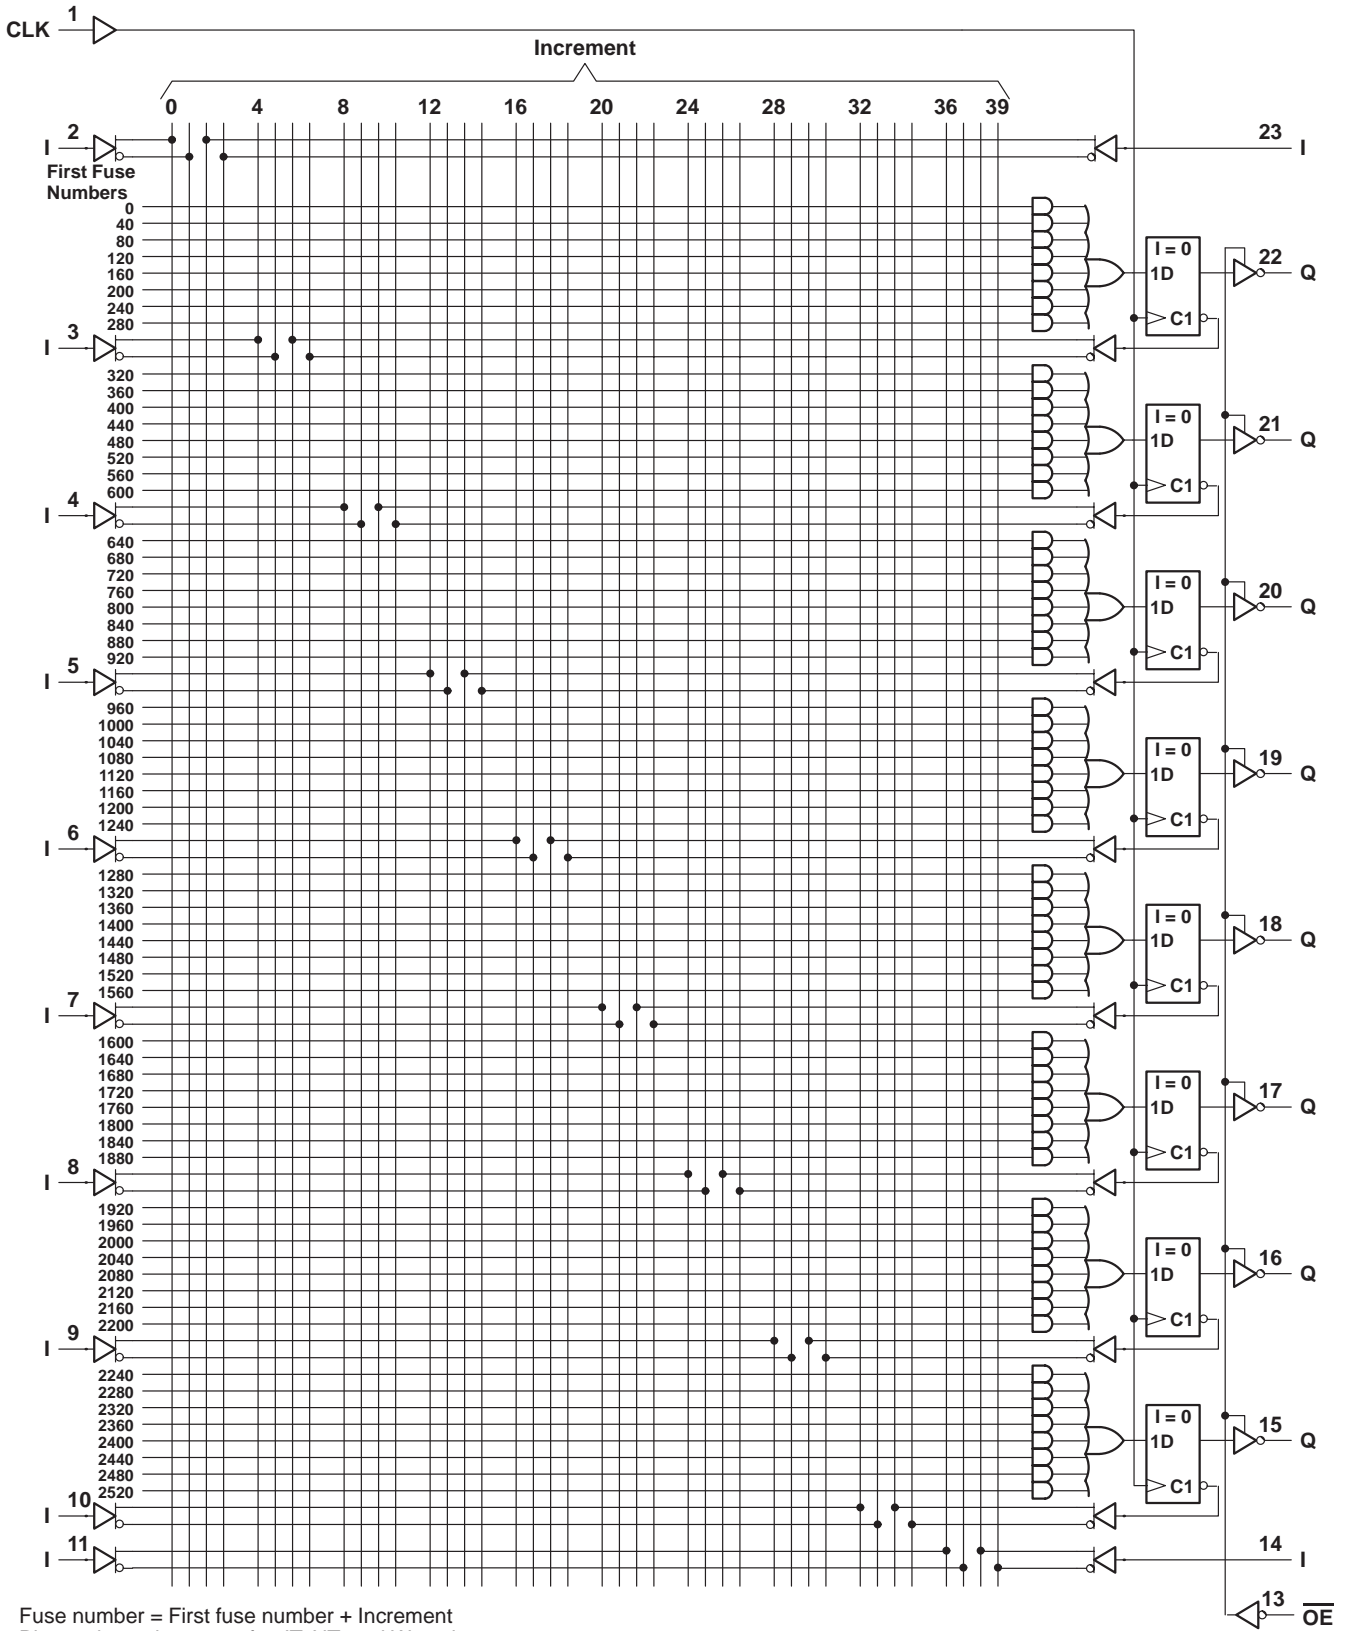 CLK 1
Increment
0 4 8 12 16 20 24 28 32 36 39
I 2 23 I
First Fuse
Numbers
0
40
80 I = 0 22
120 1D Q
160
200
240
280 C1
I 3
320
360
400 I = 0 21
440 1D Q
480
520
560
600 C1
I 4
640
680
720 I = 0 20
760 1D Q
800
840
880
920 C1
I 5
960
1000
1040 I = 0 19
1080 1D Q
1120
1160
1200
1240 C1
I 6
1280
1320
1360 I = 0 18
1400 1D Q
1440
1480
1520
1560 C1
I 7
1600
1640
1680 I = 0 17
1720 1D Q
1760
1800
1840
1880 C1
I 8
1920
1960
2000 I = 0 16
2040 1D Q
2080
2120
2160
2200 C1
I 9
2240
2280
2320 I = 0 15
2360 1D Q
2400
2440
2480
2520 C1
I 10
I 11 14 I
13 OE
Fuse number = First fuse number + Increment